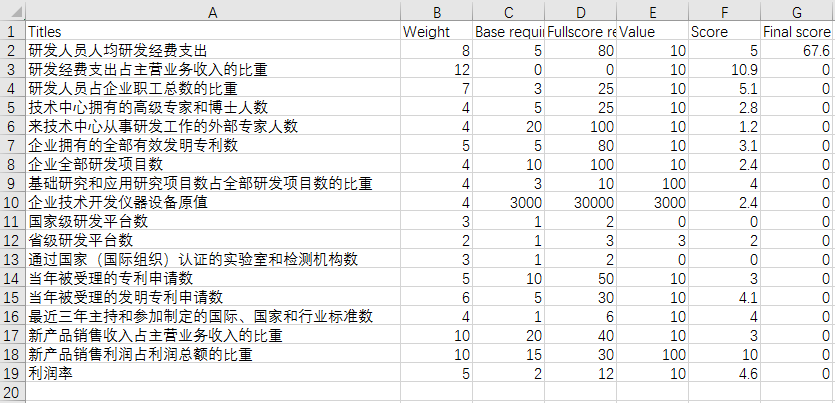 A B C D E F G
1 Titles Weight Base requi Fullscore re Value Score Final score
2 研发人员人均研发经费支出 8 5 80 10 5 67.6
3 研发经费支出占主营业务收入的比重 12 0 0 10 10.9 0
4 研发人员占企业职工总数的比重 7 3 25 10 5.1 0
5 技术中心拥有的高级专家和博士人数 4 5 25 10 2.8 0
6 来技术中心从事研发工作的外部专家人数 4 20 100 10 1.2 0
7 企业拥有的全部有效发明专利数 5 5 80 10 3.1 0
8 企业全部研发项目数 4 10 100 10 2.4 0
9 基础研究和应用研究项目数占全部研发项目数的比重 4 3 10 100 4 0
10 企业技术开发仪器设备原值 4 3000 30000 3000 2.4 0
11 国家级研发平台数 3 1 2 0 0 0
12 省级研发平台数 2 1 3 3 2 0
13 通过国家（国际组织）认证的实验室和检测机构数 3 1 2 0 0 0
14 当年被受理的专利申请数 5 10 50 10 3 0
15 当年被受理的发明专利申请数 6 5 30 10 4.1 0
16 最近三年主持和参加制定的国际、国家和行业标准数 4 1 6 10 4 0
17 新产品销售收入占主营业务收入的比重 10 20 40 10 3 0
18 新产品销售利润占利润总额的比重 10 15 30 100 10 0
19 利润率 5 2 12 10 4.6 0
20